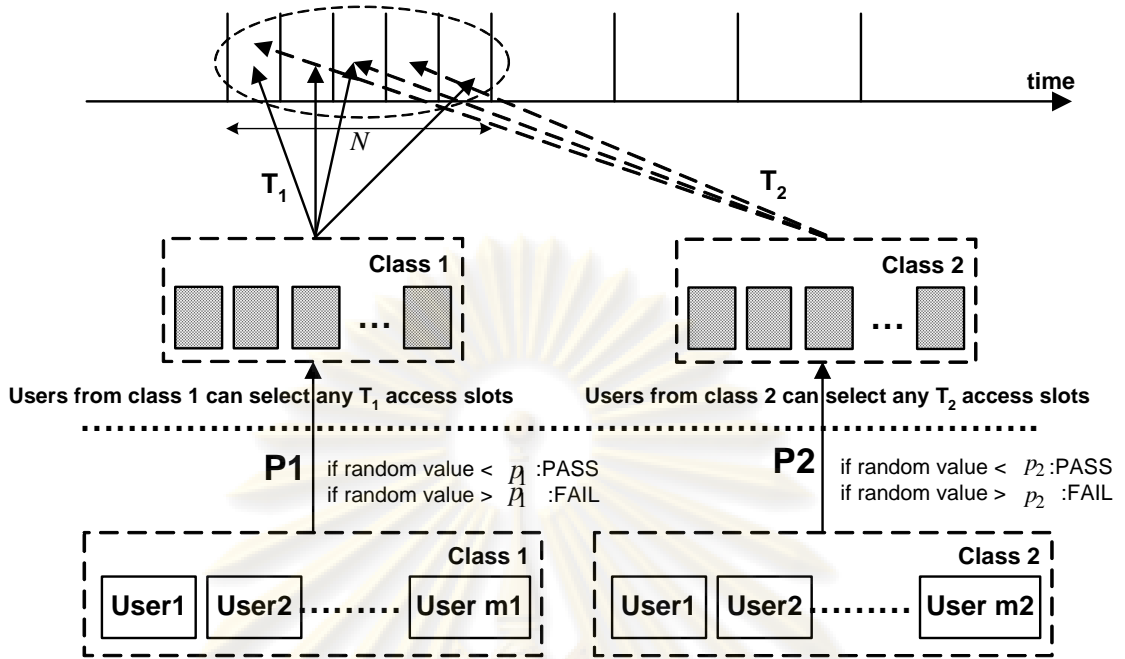 time
N
T1
T2
Class 1
Class 2
...
...
Users from class 1 can select any T1 access slots
Users from class 2 can select any T2 access slots
P1
if random value < p1 :PASS
if random value > p1 :FAIL
P2
if random value < p2 :PASS
if random value > p2 :FAIL
Class 1
User1 User2 ......... User m1
Class 2
User1 User2 ......... User m2